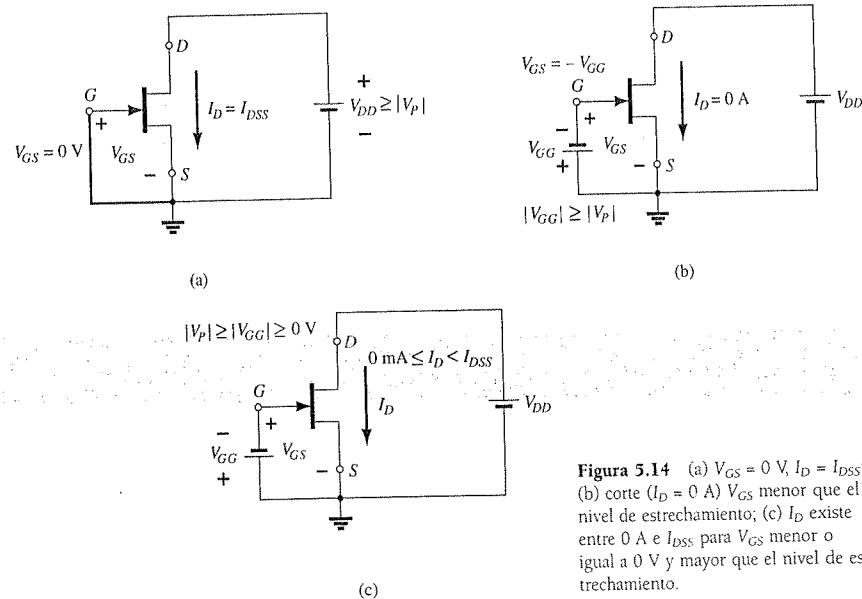 D
G
+
V_GS = 0 V
V_GS
−
S
I_D = I_DSS
+
V_DD ≥ |V_P|
−
(a)
D
V_GS = − V_GG
G
−
+
V_GG
V_GS
+
−
S
I_D = 0 A
V_DD
|V_GG| ≥ |V_P|
(b)
|V_P| ≥ |V_GG| ≥ 0 V
D
0 mA ≤ I_D < I_DSS
G
−
+
V_GG
V_GS
+
−
S
I_D
V_DD
(c)
Figura 5.14 (a) V_GS = 0 V, I_D = I_DSS
(b) corte (I_D = 0 A) V_GS menor que el
nivel de estrechamiento; (c) I_D existe
entre 0 A e I_DSS para V_GS menor o
igual a 0 V y mayor que el nivel de es
trechamiento.